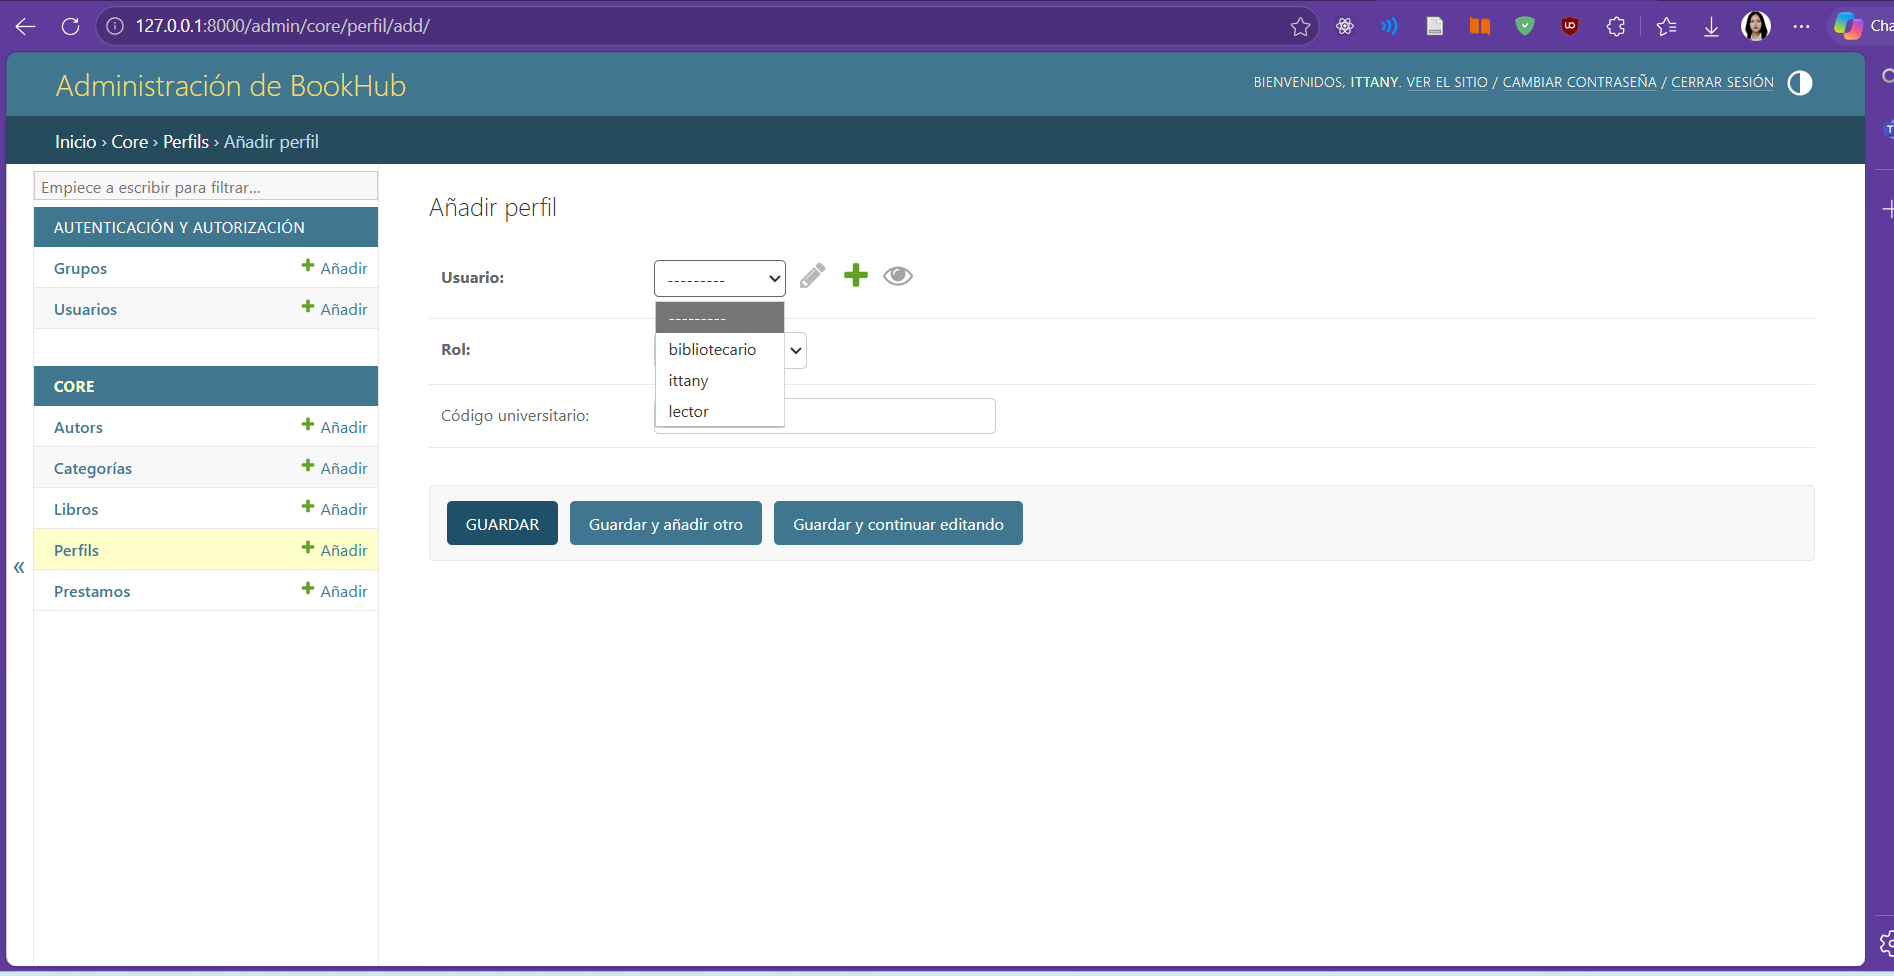 127.0.0.1:8000/admin/core/perfil/add/
Administración de BookHub
BIENVENIDOS, ITTANY. VER EL SITIO / CAMBIAR CONTRASEÑA / CERRAR SESIÓN
Inicio › Core › Perfils › Añadir perfil
Empiece a escribir para filtrar...
AUTENTICACIÓN Y AUTORIZACIÓN
Grupos + Añadir
Usuarios + Añadir
CORE
Autors + Añadir
Categorías + Añadir
Libros + Añadir
Perfils + Añadir
Prestamos + Añadir
«
Añadir perfil
Usuario: ---------
---------
bibliotecario
ittany
lector
Rol:
Código universitario:
GUARDAR Guardar y añadir otro Guardar y continuar editando